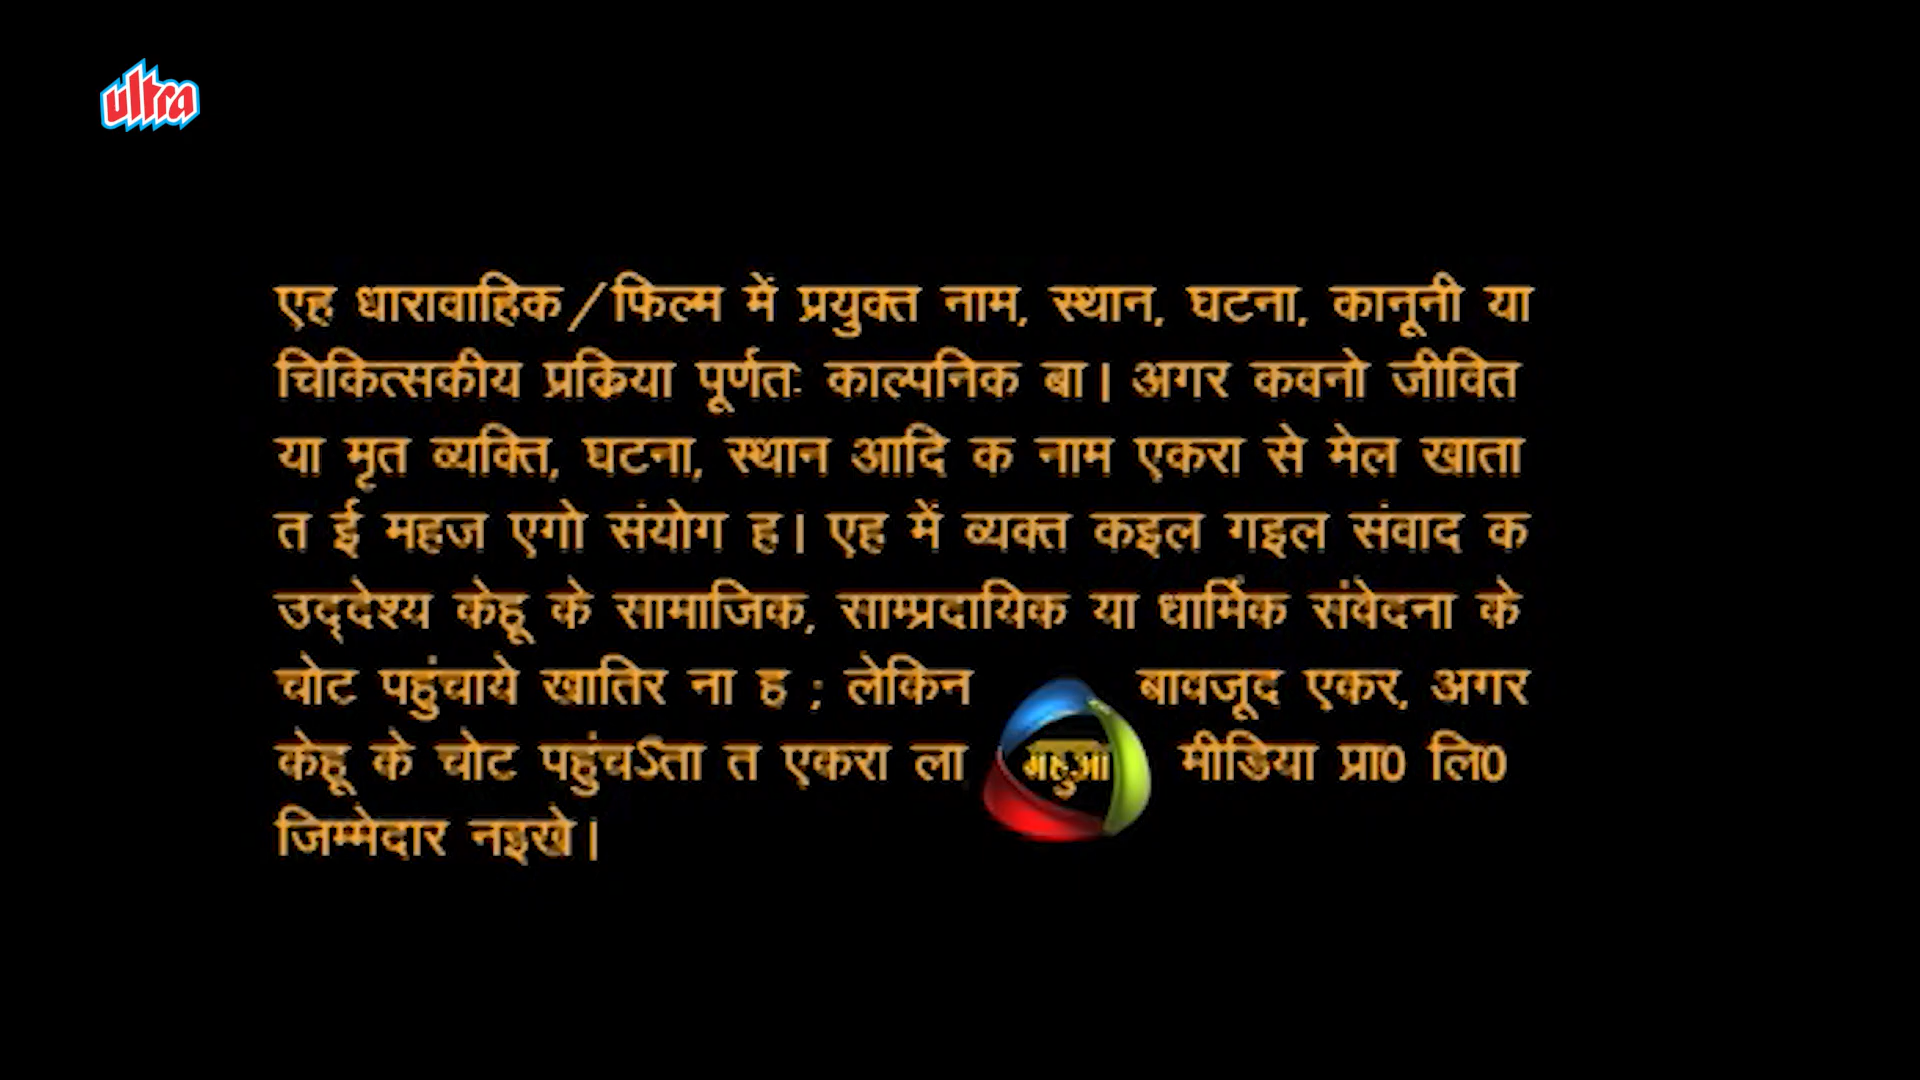 ultra
एह धारावाहिक/फिल्म में प्रयुक्त नाम, स्थान, घटना, कानूनी या
चिकित्सकीय प्रक्रिया पूर्णतः काल्पनिक बा। अगर कवनो जीवित
या मृत व्यक्ति, घटना, स्थान आदि क नाम एकरा से मेल खाता
त ई महज एगो संयोग ह। एह में व्यक्त कइल गइल संवाद क
उद्देश्य केहू के सामाजिक, साम्प्रदायिक या धार्मिक संवेदना के
चोट पहुंचाये खातिर ना ह ; लेकिन बावजूद एकर, अगर
केहू के चोट पहुंचऽता त एकरा ला महुआ मीडिया प्रा0 लि0
जिम्मेदार नइखे।